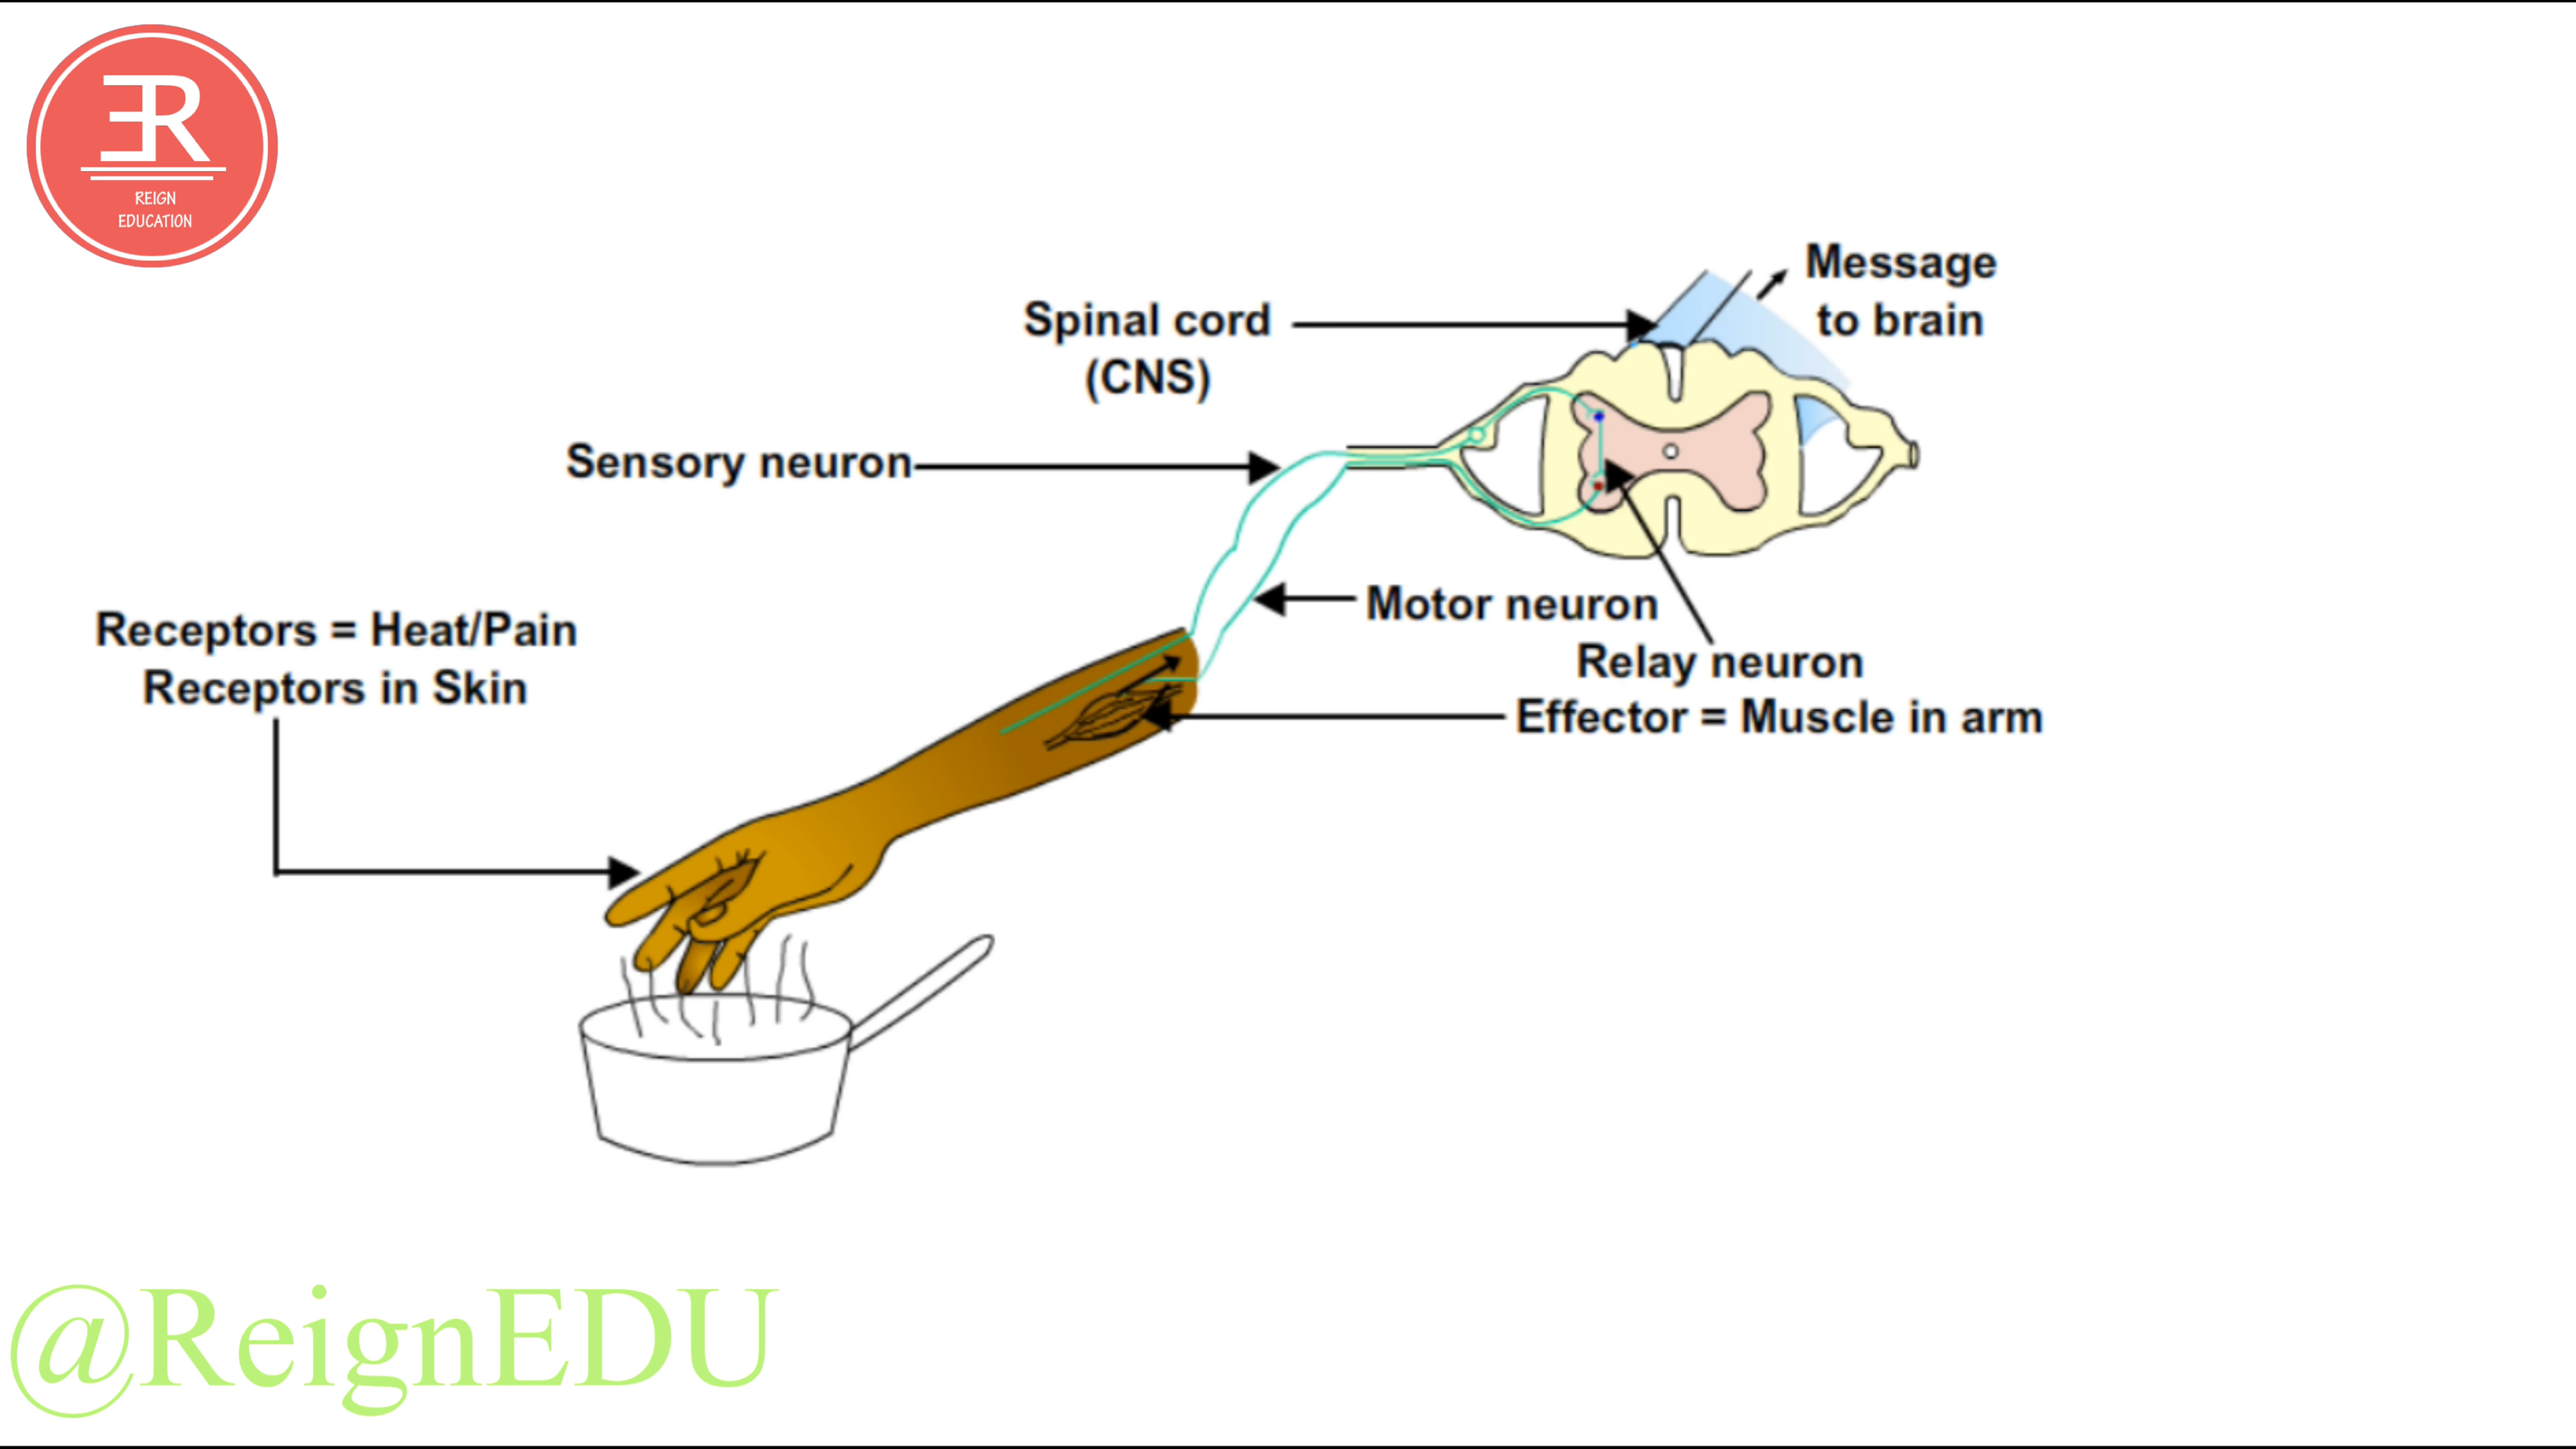 ER
REIGN
EDUCATION
Message
to brain
Spinal cord
(CNS)
Sensory neuron
Motor neuron
Receptors = Heat/Pain
Receptors in Skin
Relay neuron
Effector = Muscle in arm
@ReignEDU